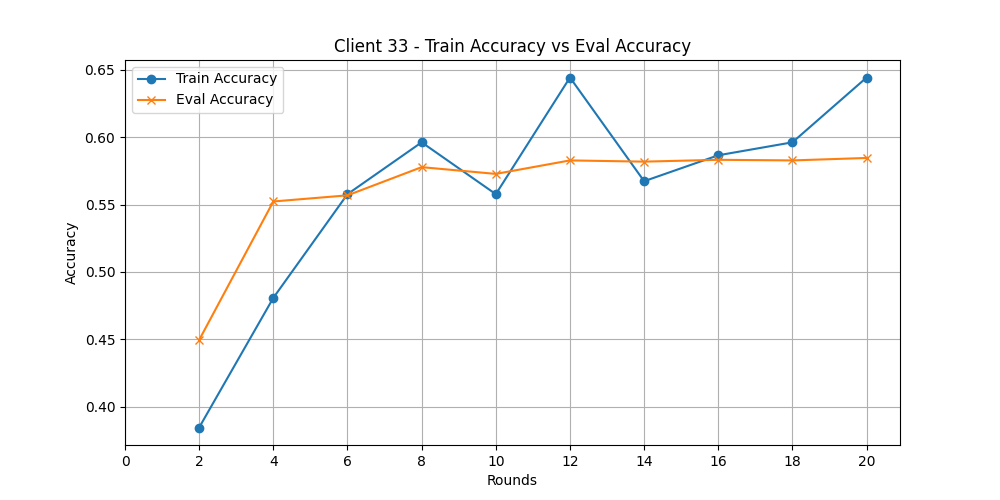 Client 33 - Train Accuracy vs Eval Accuracy
Train Accuracy
Eval Accuracy
Accuracy
0.65
0.60
0.55
0.50
0.45
0.40
0 2 4 6 8 10 12 14 16 18 20
Rounds